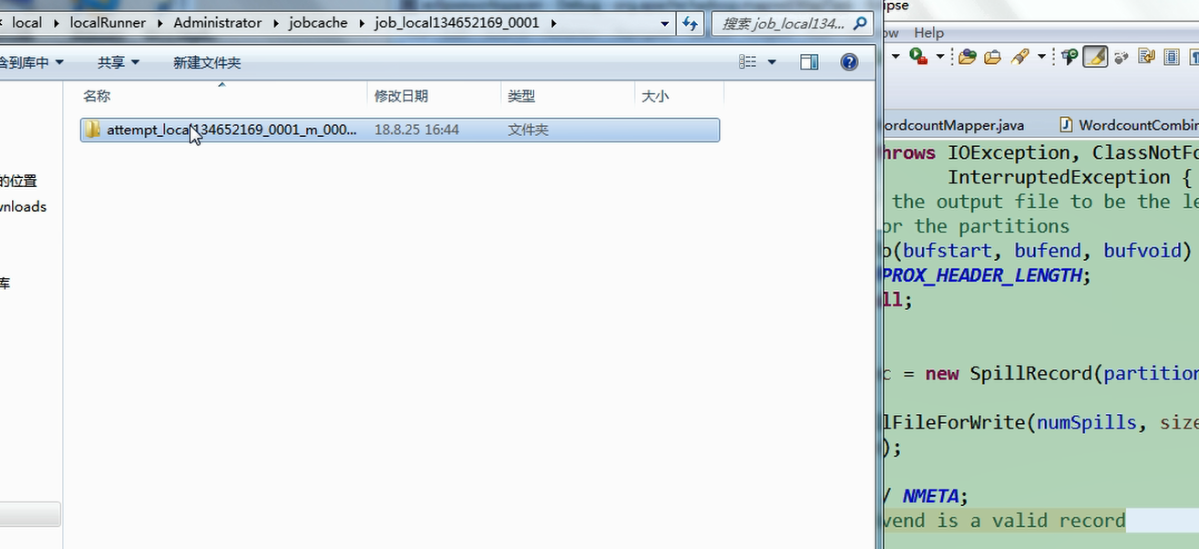 local ▸ localRunner ▸ Administrator ▸ jobcache ▸ job_local134652169_0001 ▸
搜索 job_local134...
含到库中 共享 新建文件夹
名称 修改日期 类型 大小
attempt_local134652169_0001_m_000... 18.8.25 16:44 文件夹
的位置
wnloads
库
ipse
ow Help
ordcountMapper.java WordcountCombin
hrows IOException, ClassNotFo
InterruptedException {
the output file to be the le
or the partitions
o(bufstart, bufend, bufvoid)
PROX_HEADER_LENGTH;
ll;
c = new SpillRecord(partition
lFileForWrite(numSpills, size
);
/ NMETA;
vend is a valid record